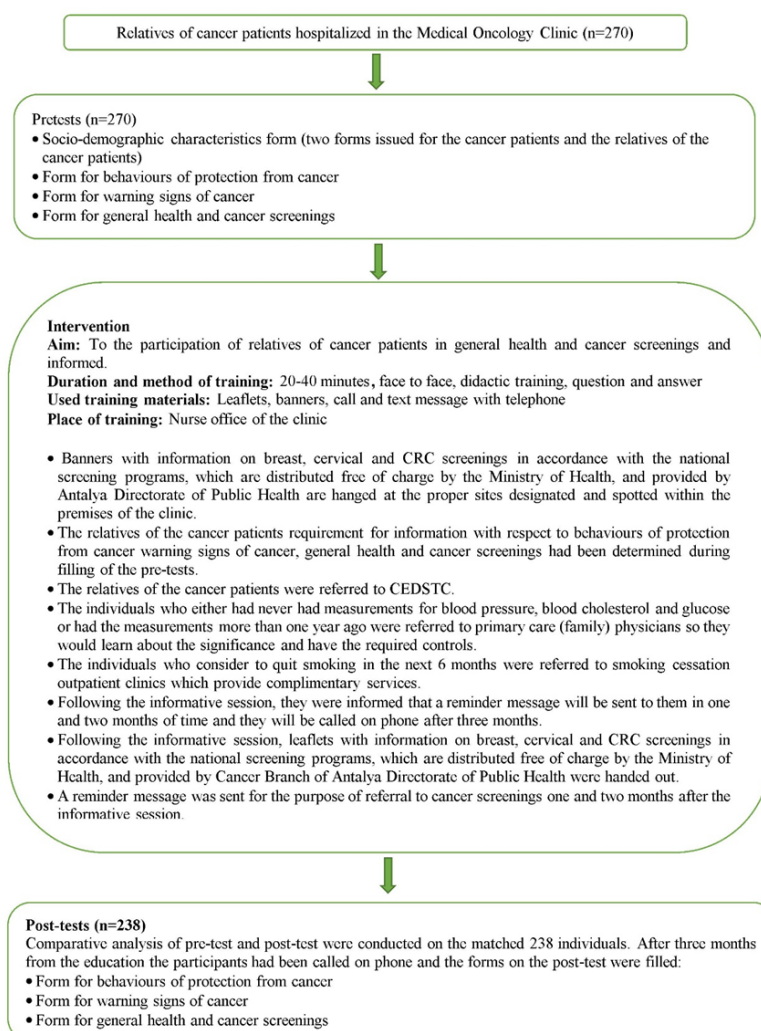 Relatives of cancer patients hospitalized in the Medical Oncology Clinic (n=270)
Pretests (n=270)
• Socio-demographic characteristics form (two forms issued for the cancer patients and the relatives of the
cancer patients)
• Form for behaviours of protection from cancer
• Form for warning signs of cancer
• Form for general health and cancer screenings
Intervention
Aim: To the participation of relatives of cancer patients in general health and cancer screenings and
informed.
Duration and method of training: 20-40 minutes, face to face, didactic training, question and answer
Used training materials: Leaflets, banners, call and text message with telephone
Place of training: Nurse office of the clinic
• Banners with information on breast, cervical and CRC screenings in accordance with the national
screening programs, which are distributed free of charge by the Ministry of Health, and provided by
Antalya Directorate of Public Health are hanged at the proper sites designated and spotted within the
premises of the clinic.
• The relatives of the cancer patients requirement for information with respect to behaviours of protection
from cancer warning signs of cancer, general health and cancer screenings had been determined during
filling of the pre-tests.
• The relatives of the cancer patients were referred to CEDSTC.
• The individuals who either had never had measurements for blood pressure, blood cholesterol and glucose
or had the measurements more than one year ago were referred to primary care (family) physicians so they
would learn about the significance and have the required controls.
• The individuals who consider to quit smoking in the next 6 months were referred to smoking cessation
outpatient clinics which provide complimentary services.
• Following the informative session, they were informed that a reminder message will be sent to them in one
and two months of time and they will be called on phone after three months.
• Following the informative session, leaflets with information on breast, cervical and CRC screenings in
accordance with the national screening programs, which are distributed free of charge by the Ministry of
Health, and provided by Cancer Branch of Antalya Directorate of Public Health were handed out.
• A reminder message was sent for the purpose of referral to cancer screenings one and two months after the
informative session.
Post-tests (n=238)
Comparative analysis of pre-test and post-test were conducted on the matched 238 individuals. After three months
from the education the participants had been called on phone and the forms on the post-test were filled:
• Form for behaviours of protection from cancer
• Form for warning signs of cancer
• Form for general health and cancer screenings